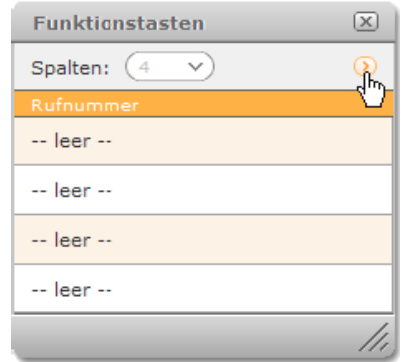 Funktionstasten
Spalten: 4
Rufnummer
-- leer --
-- leer --
-- leer --
-- leer --